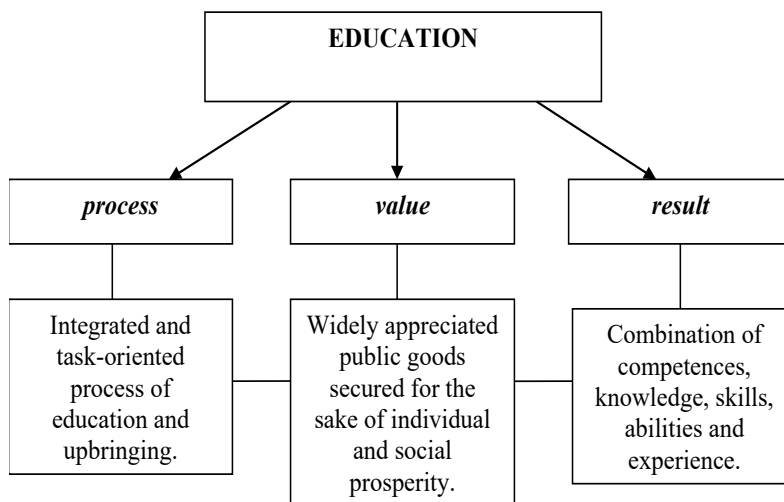 EDUCATION
process
value
result
Integrated and
task-oriented
process of
education and
upbringing.
Widely appreciated
public goods
secured for the
sake of individual
and social
prosperity.
Combination of
competences,
knowledge, skills,
abilities and
experience.